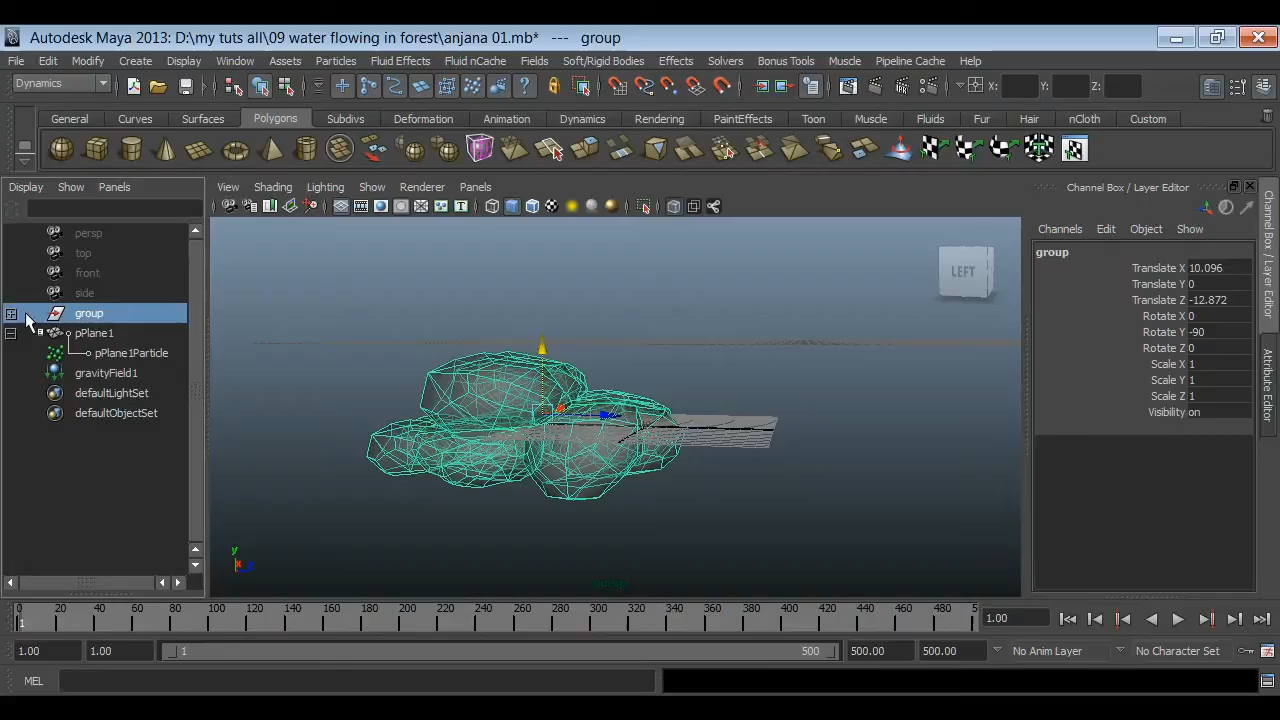 Autodesk Maya 2013: D:\my tuts all\09 water flowing in forest\anjana 01.mb* --- group
File Edit Modify Create Display Window Assets Particles Fluid Effects Fluid nCache Fields Soft/Rigid Bodies Effects Solvers Bonus Tools Muscle Pipeline Cache Help
Dynamics X: Y: Z:
General Curves Surfaces Polygons Subdivs Deformation Animation Dynamics Rendering PaintEffects Toon Muscle Fluids Fur Hair nCloth Custom
Display Show Panels
View Shading Lighting Show Renderer Panels
Channel Box / Layer Editor
persp
top
front
side
group
pPlane1
pPlane1Particle
gravityField1
defaultLightSet
defaultObjectSet
LEFT
y
persp
Channels Edit Object Show
group
Translate X 10.096
Translate Y 0
Translate Z -12.872
Rotate X 0
Rotate Y -90
Rotate Z 0
Scale X 1
Scale Y 1
Scale Z 1
Visibility on
Channel Box / Layer Editor
Attribute Editor
0 20 40 60 80 100 120 140 160 180 200 220 240 260 280 300 320 340 360 380 400 420 440 460 480 5
1
1.00
1.00 1.00 1 500 500.00 500.00 No Anim Layer No Character Set
MEL